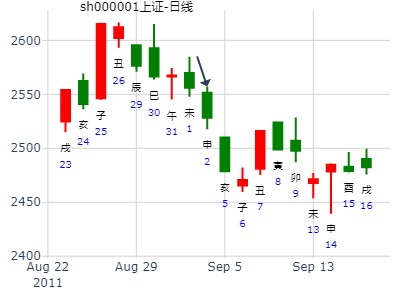 sh000001上证-日线
2600
2550
2500
2450
2400
戌
23
亥
24
子
25
丑
26
辰
29
巳
30
午
31
未
1
申
2
亥
5
子
6
丑
7
寅
8
卯
9
未
13
申
14
酉
15
戌
16
Aug 22
2011
Aug 29
Sep 5
Sep 13